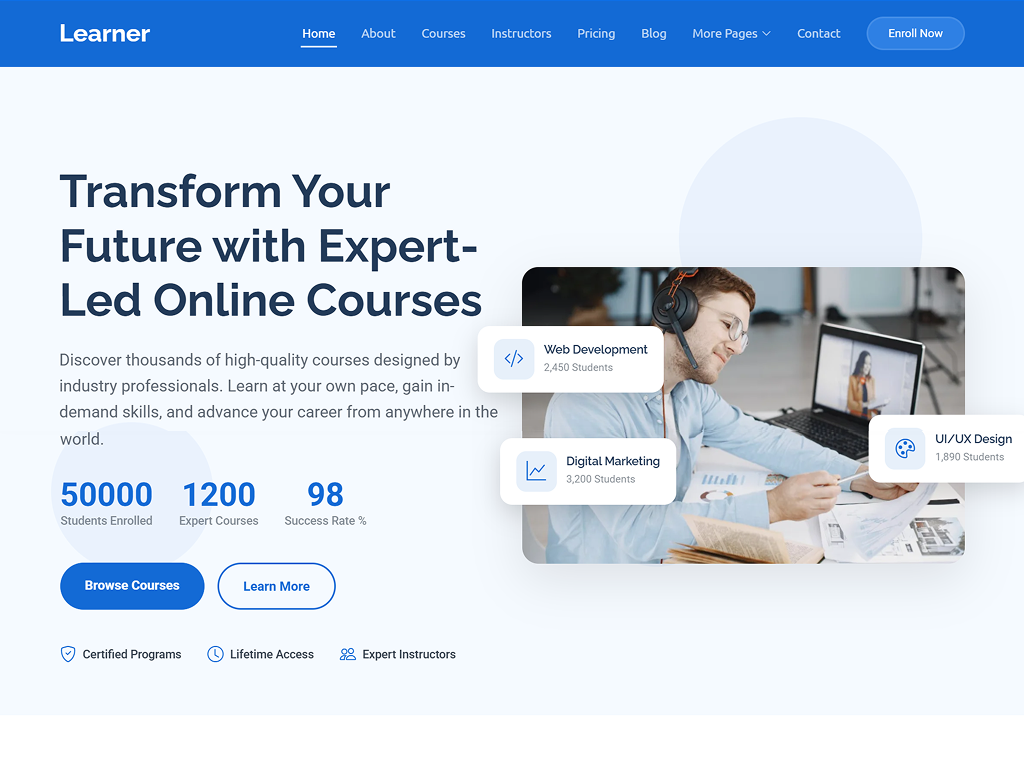 Learner
Home About Courses Instructors Pricing Blog More Pages Contact Enroll Now
Transform Your
Future with Expert-
Led Online Courses
Discover thousands of high-quality courses designed by
industry professionals. Learn at your own pace, gain in-
demand skills, and advance your career from anywhere in the
world.
50000 1200 98
Students Enrolled Expert Courses Success Rate %
Browse Courses Learn More
Certified Programs Lifetime Access Expert Instructors
Web Development
2,450 Students
UI/UX Design
1,890 Students
Digital Marketing
3,200 Students